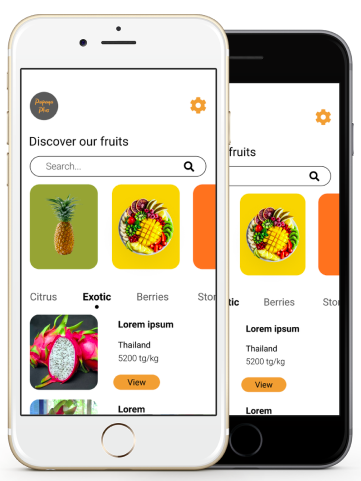 Papaya
Plus
Discover our fruits
Search...
Citrus Exotic Berries Sto
Lorem ipsum
Thailand
5200 tg/kg
View
Lorem
fruits
tic Berries Sto
Lorem ipsum
Thailand
5200 tg/kg
View
Lorem